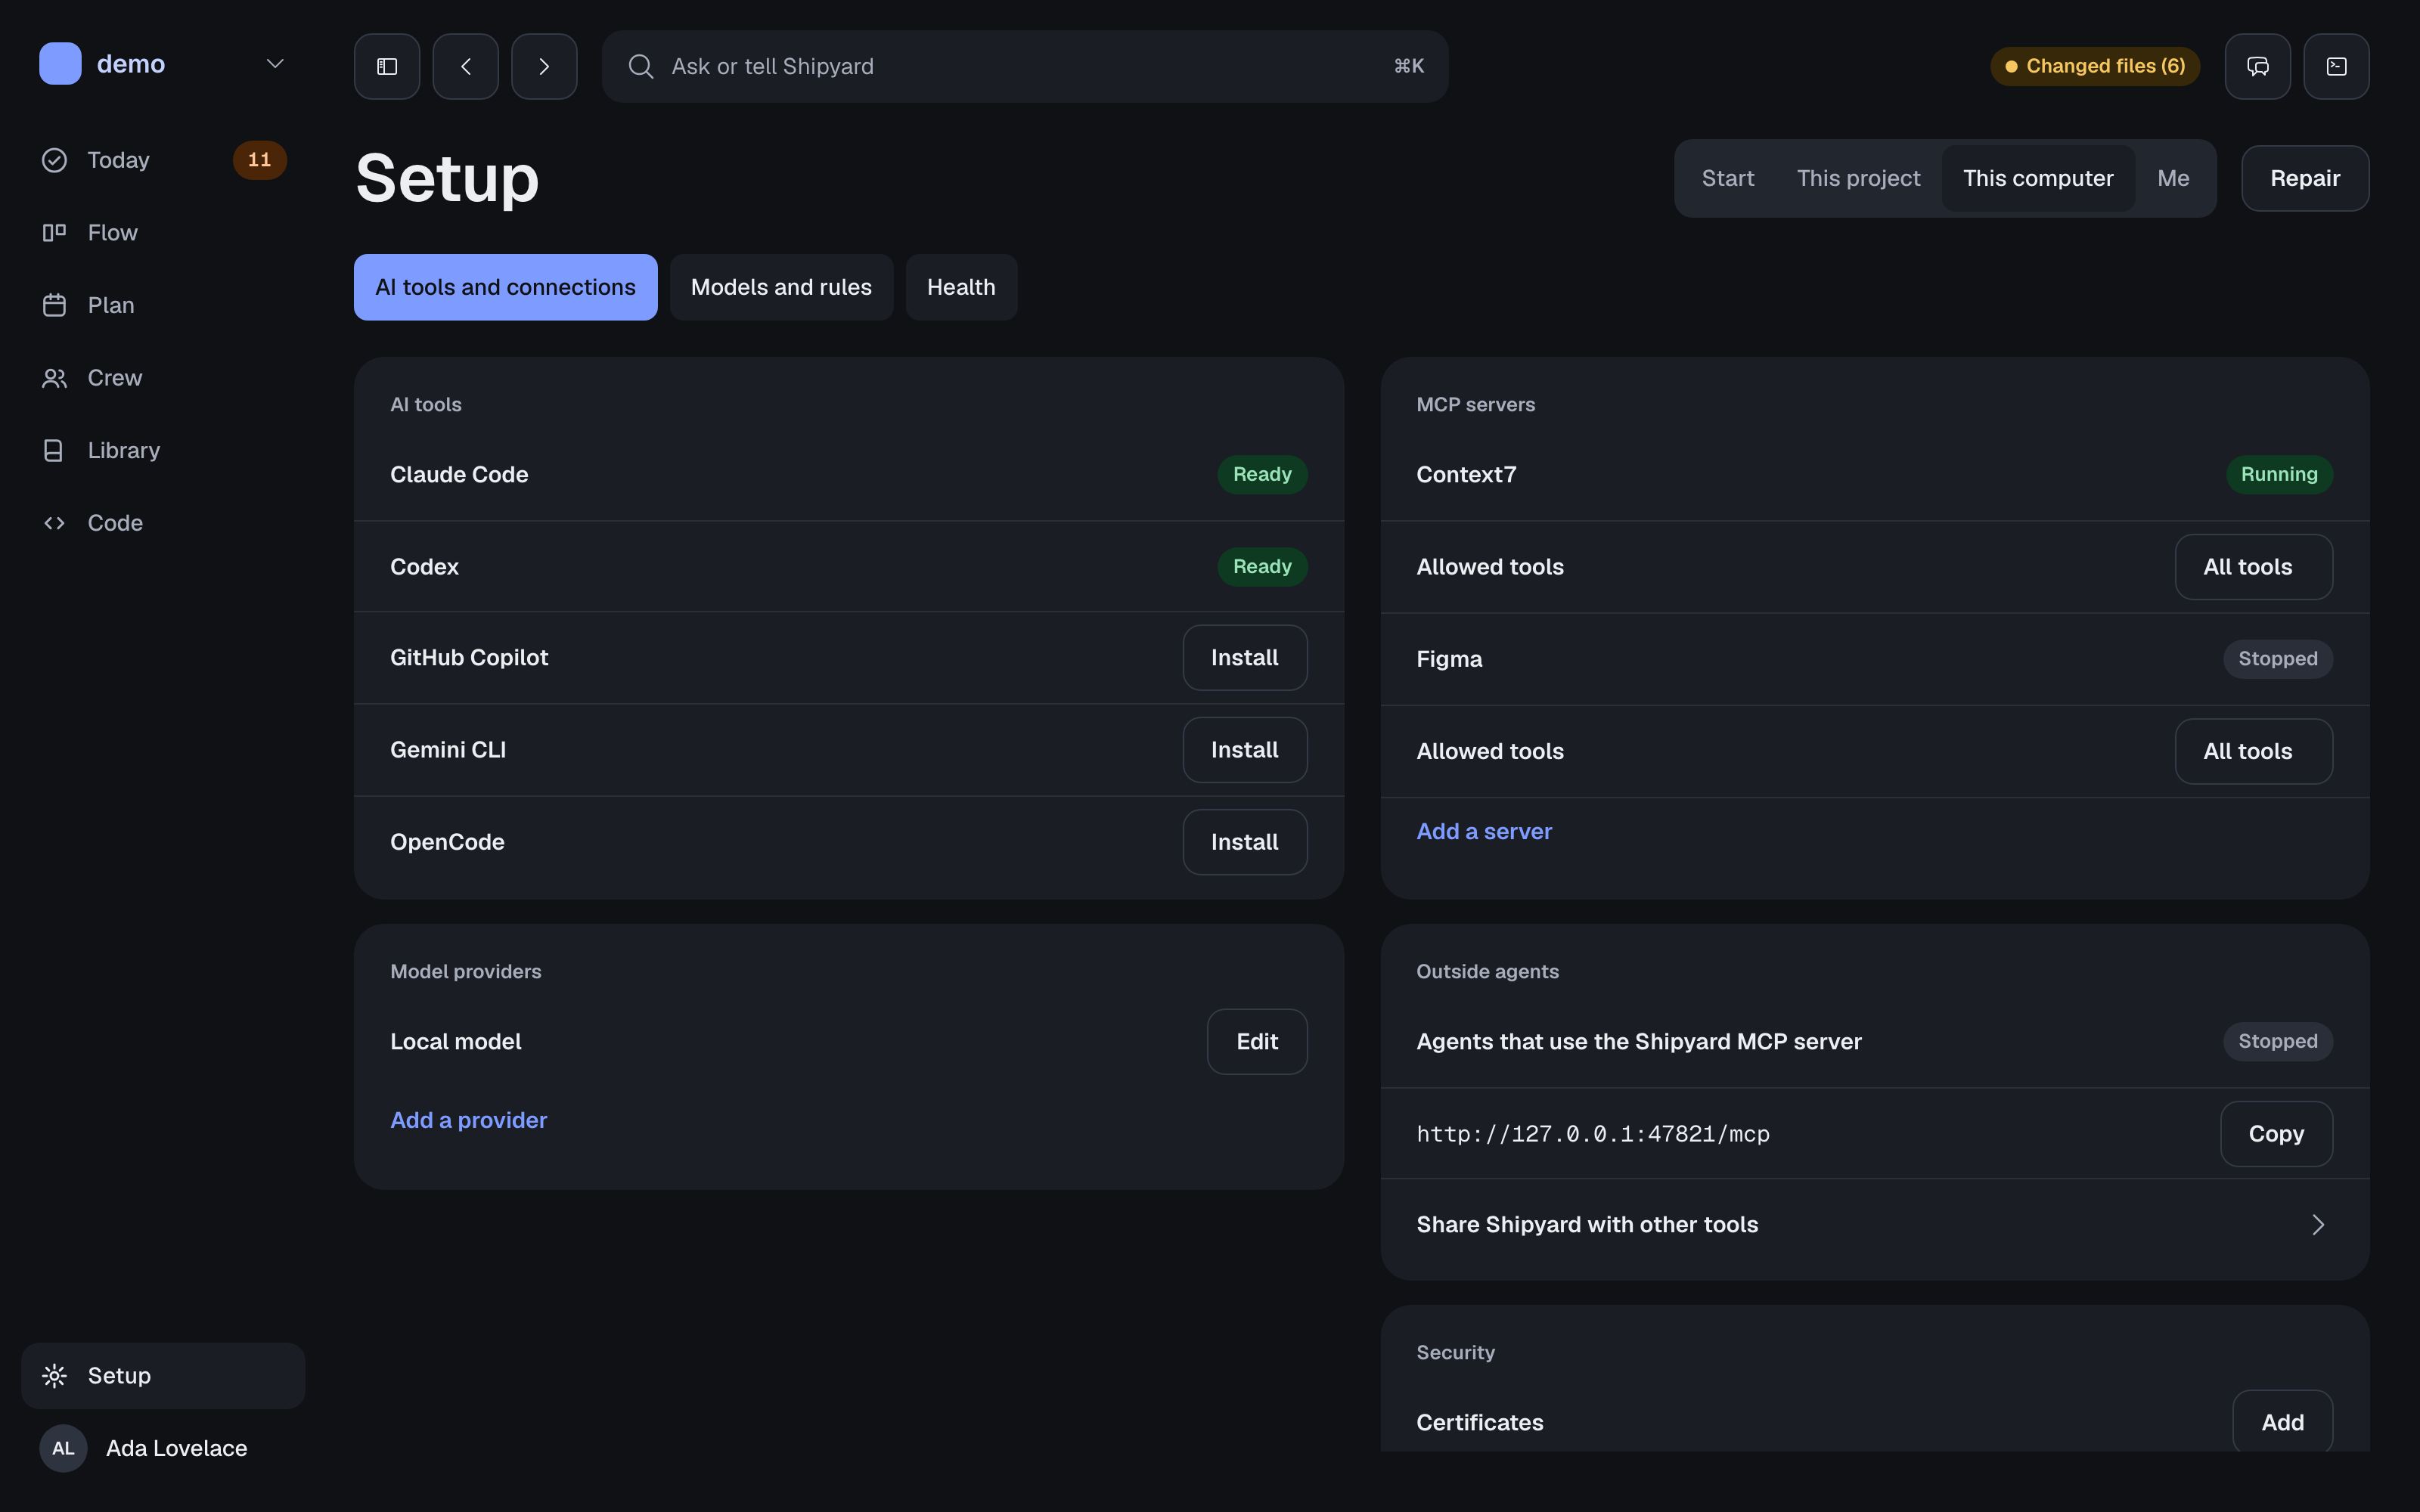 demo
Ask or tell Shipyard
⌘K
Changed files (6)
Today
11
Flow
Plan
Crew
Library
Code
Setup
Start
This project
This computer
Me
Repair
AI tools and connections
Models and rules
Health
AI tools
Claude Code
Ready
Codex
Ready
GitHub Copilot
Install
Gemini CLI
Install
OpenCode
Install
MCP servers
Context7
Running
Allowed tools
All tools
Figma
Stopped
Allowed tools
All tools
Add a server
Model providers
Local model
Edit
Add a provider
Outside agents
Agents that use the Shipyard MCP server
Stopped
http://127.0.0.1:47821/mcp
Copy
Share Shipyard with other tools
Security
Certificates
Add
Setup
AL
Ada Lovelace